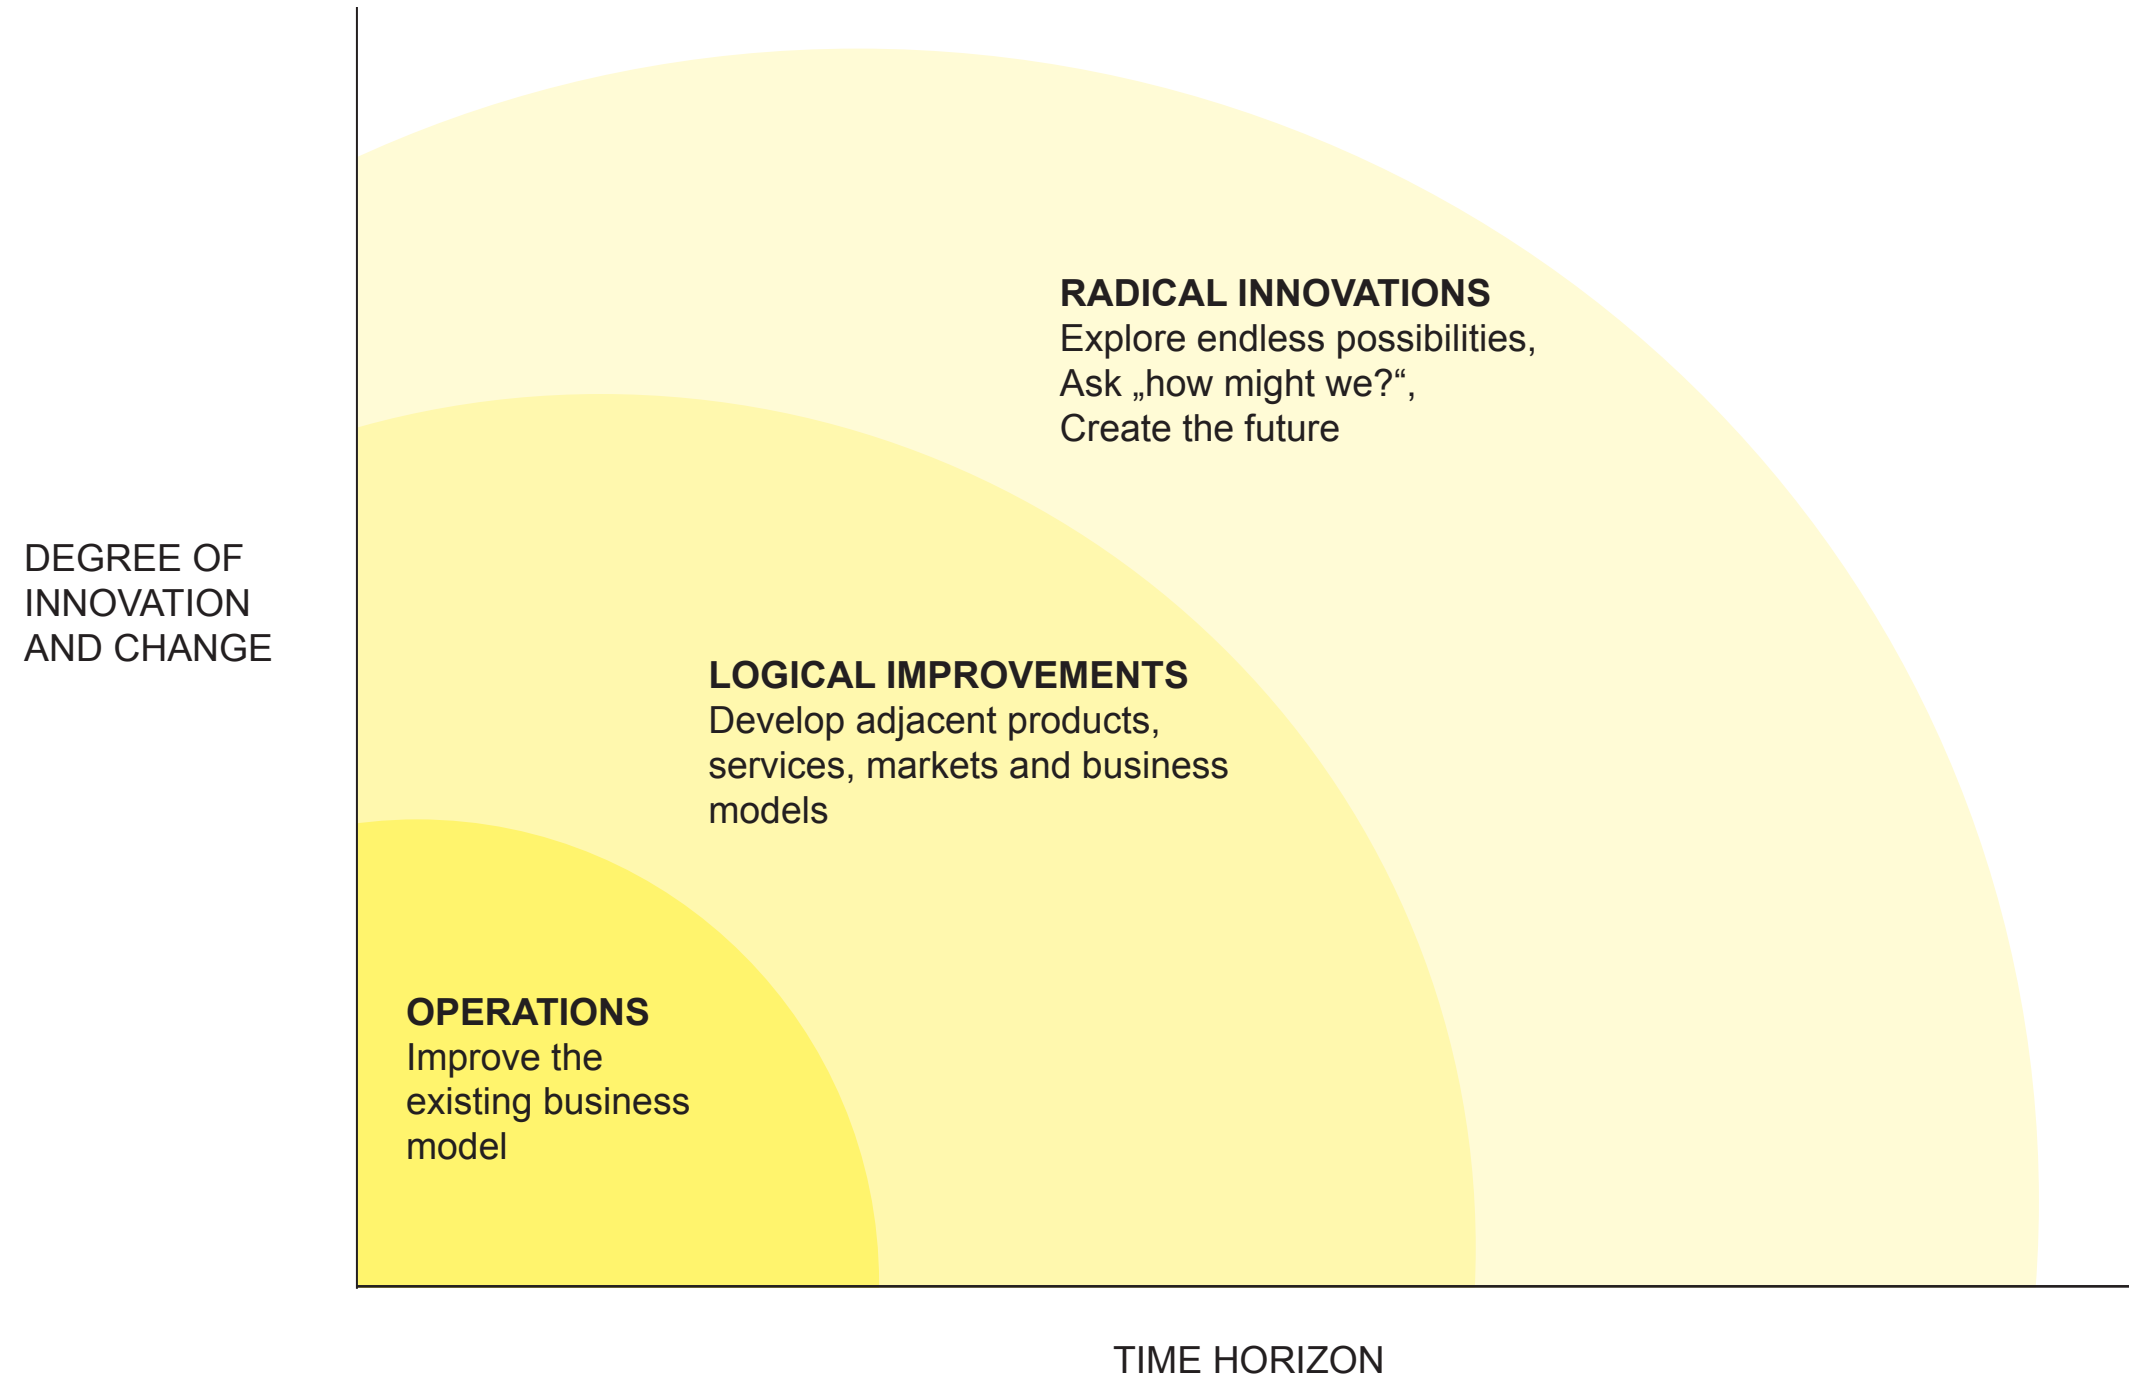 RADICAL INNOVATIONS
Explore endless possibilities,
Ask „how might we?“,
Create the future
DEGREE OF
INNOVATION
AND CHANGE
LOGICAL IMPROVEMENTS
Develop adjacent products,
services, markets and business
models
OPERATIONS
Improve the
existing business
model
TIME HORIZON